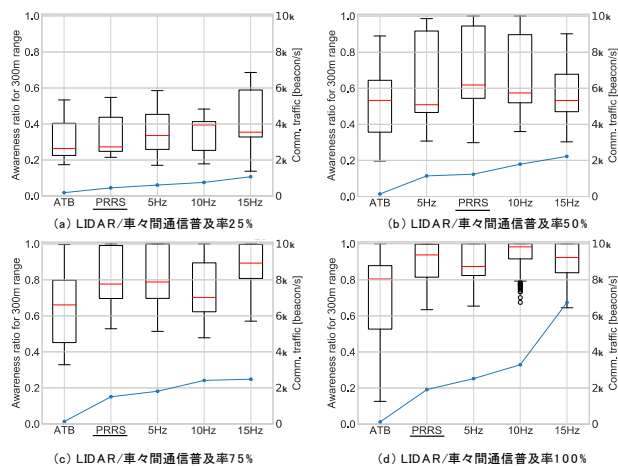 Awareness ratio for 300m range
1.0
0.8
0.6
0.4
0.2
0.0
10k
8k
6k
4k
2k
0
Comm. traffic [beacon/s]
ATB PRRS 5Hz 10Hz 15Hz
(a) LIDAR/車々間通信普及率25%
Awareness ratio for 300m range
1.0
0.8
0.6
0.4
0.2
0.0
10k
8k
6k
4k
2k
0
Comm. traffic [beacon/s]
ATB 5Hz PRRS 10Hz 15Hz
(b) LIDAR/車々間通信普及率50%
Awareness ratio for 300m range
1.0
0.8
0.6
0.4
0.2
0.0
10k
8k
6k
4k
2k
0
Comm. traffic [beacon/s]
ATB PRRS 5Hz 10Hz 15Hz
(c) LIDAR/車々間通信普及率75%
Awareness ratio for 300m range
1.0
0.8
0.6
0.4
0.2
0.0
10k
8k
6k
4k
2k
0
Comm. traffic [beacon/s]
ATB PRRS 5Hz 10Hz 15Hz
(d) LIDAR/車々間通信普及率100%